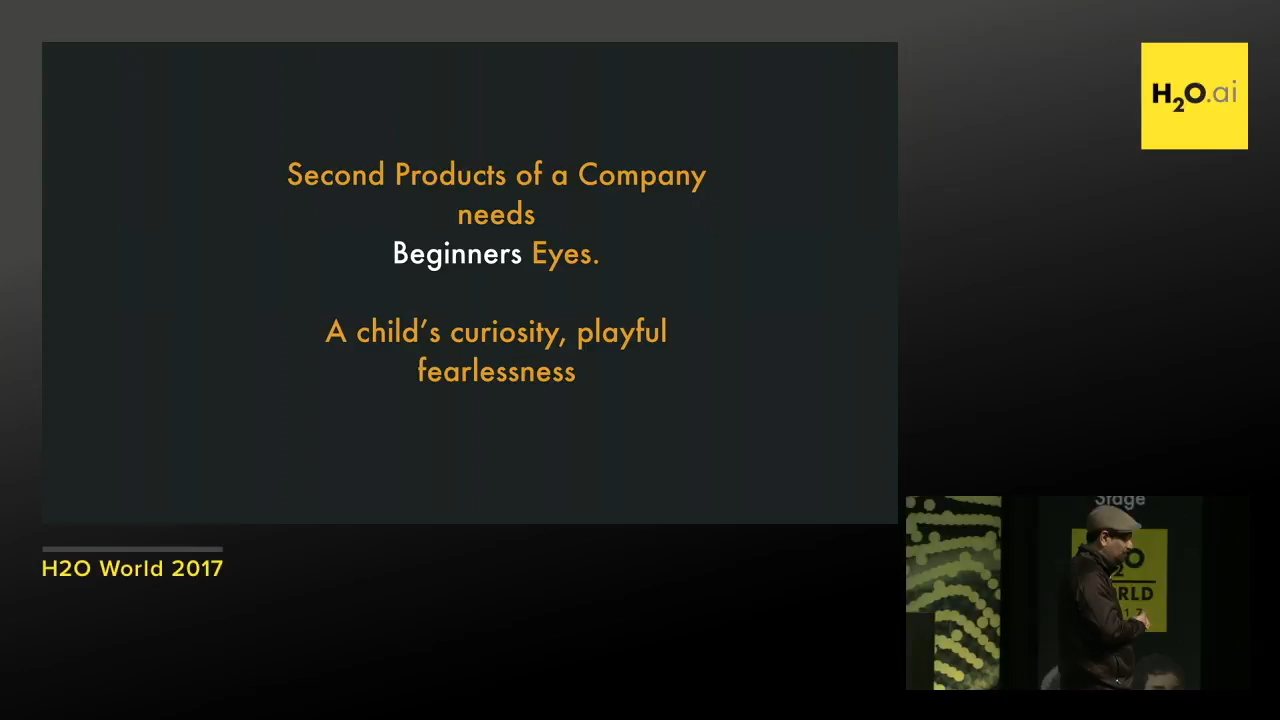 Second Products of a Company
needs
Beginners Eyes.
A child's curiosity, playful
fearlessness
H2O.ai
H2O World 2017
Stage